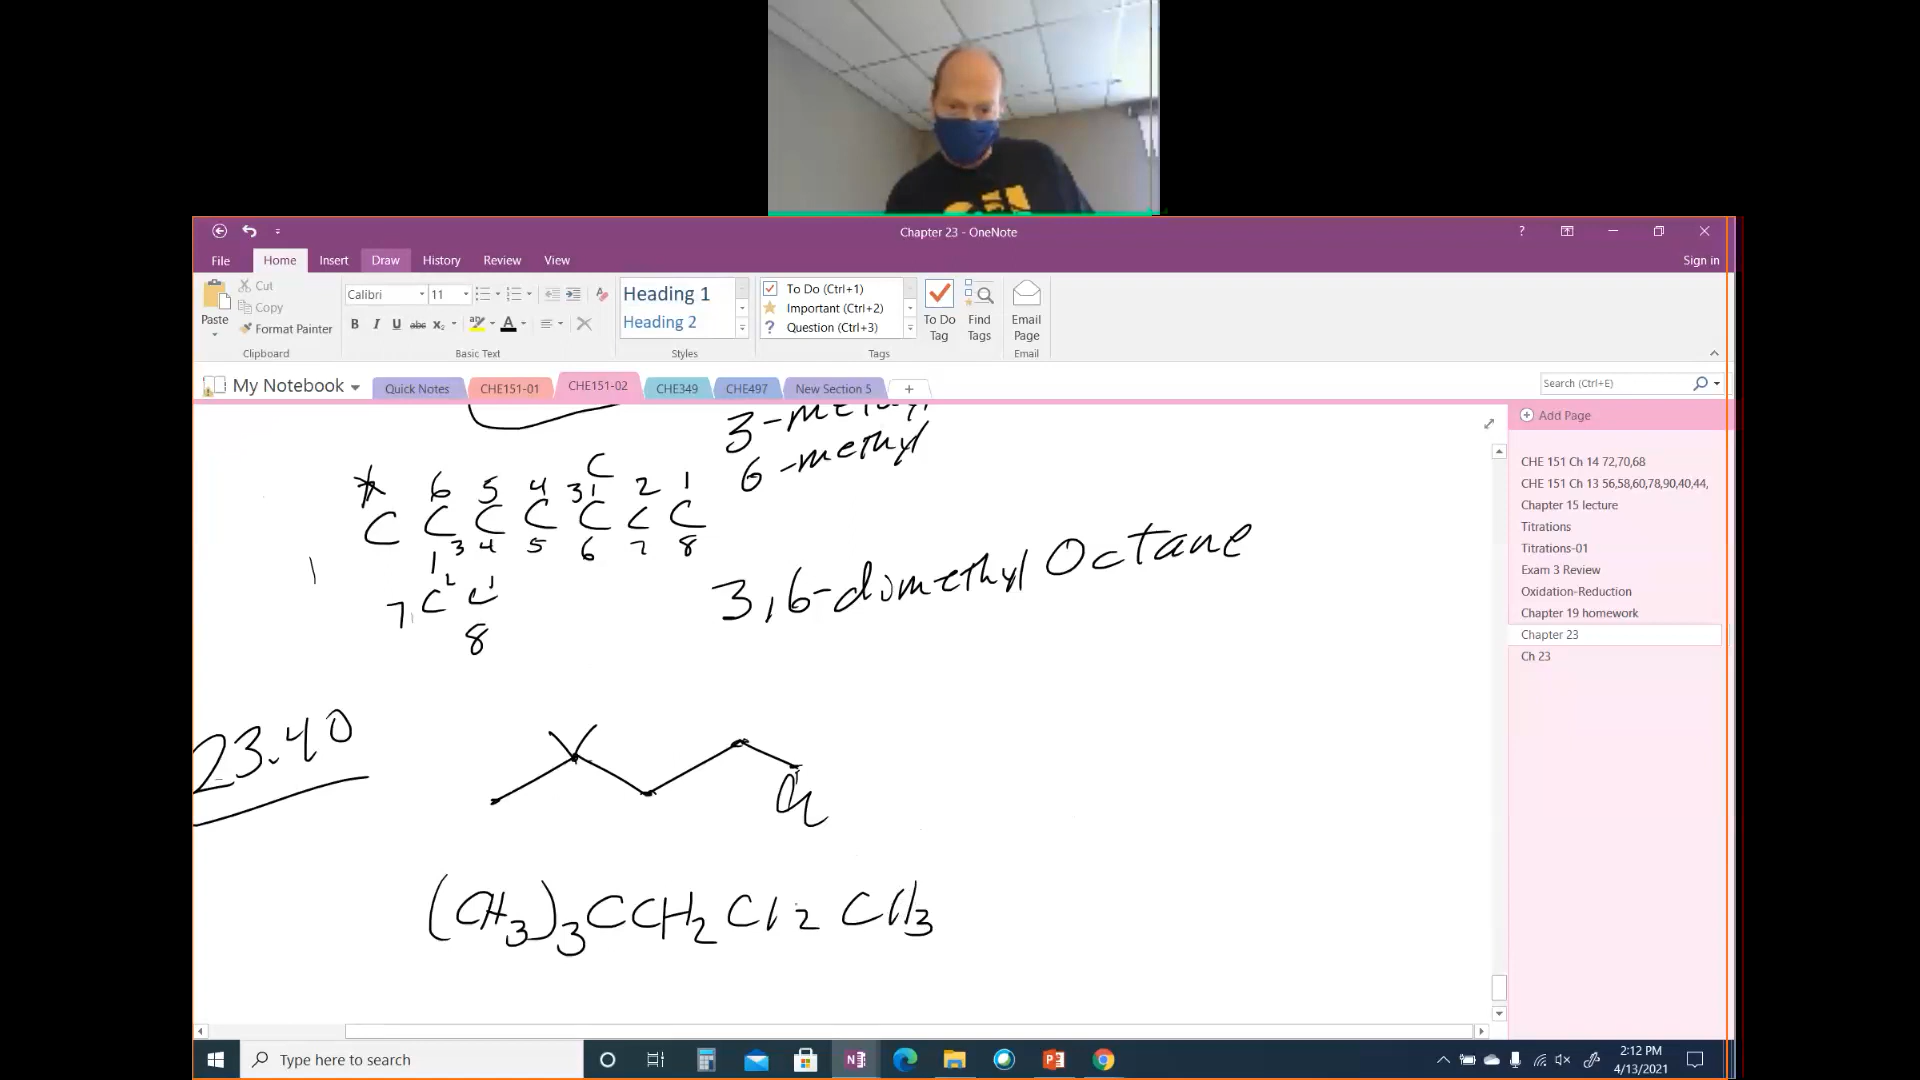 Chapter 23 - OneNote
File Home Insert Draw History Review View
Sign in
Paste
Cut
Copy
Format Painter
Clipboard
Calibri 11
B I U abc X₂ A
Basic Text
Heading 1
Heading 2
Styles
To Do (Ctrl+1)
Important (Ctrl+2)
Question (Ctrl+3)
Tags
To Do Tag
Find Tags
Email Page
Email
My Notebook
Quick Notes CHE151-01 CHE151-02 CHE349 CHE497 New Section 5
Search (Ctrl+E)
Add Page
CHE 151 Ch 14 72,70,68
CHE 151 Ch 13 56,58,60,78,90,40,44,
Chapter 15 lecture
Titrations
Titrations-01
Exam 3 Review
Oxidation-Reduction
Chapter 19 homework
Chapter 23
Ch 23
3-methyl
6-methyl
C
6 5 4 3 2 1
C C C C C C C
3 4 5 6 7 8
2 1
7 C C
8
3,6-dimethyl Octane
23.40
(CH3)3CCH2CH2CH3
Type here to search
2:12 PM
4/13/2021